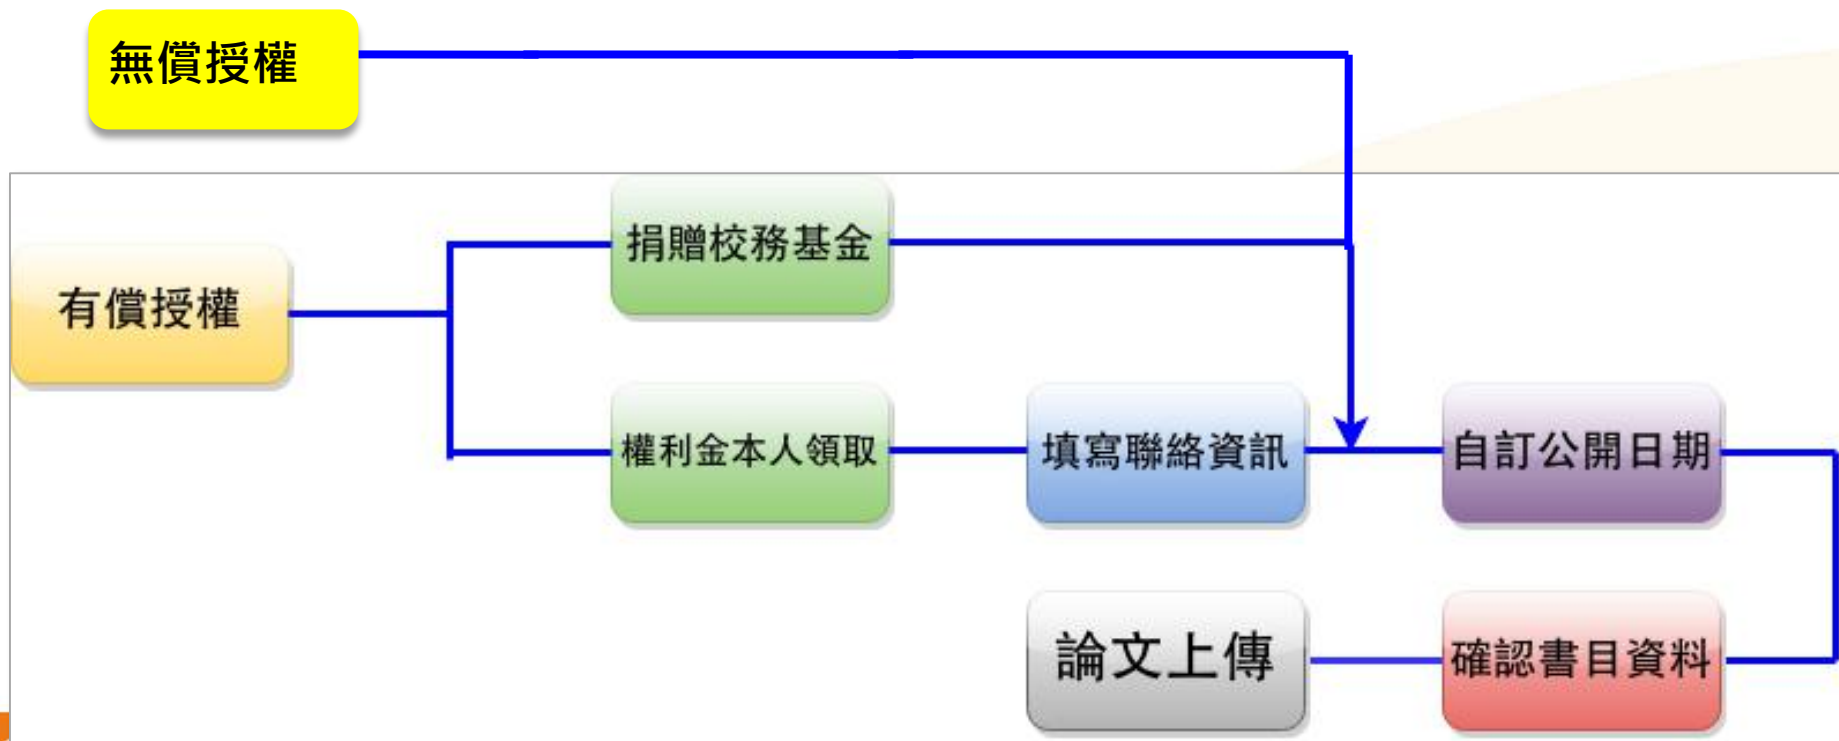 無償授權
捐贈校務基金
有償授權
權利金本人領取
填寫聯絡資訊
自訂公開日期
論文上傳
確認書目資料